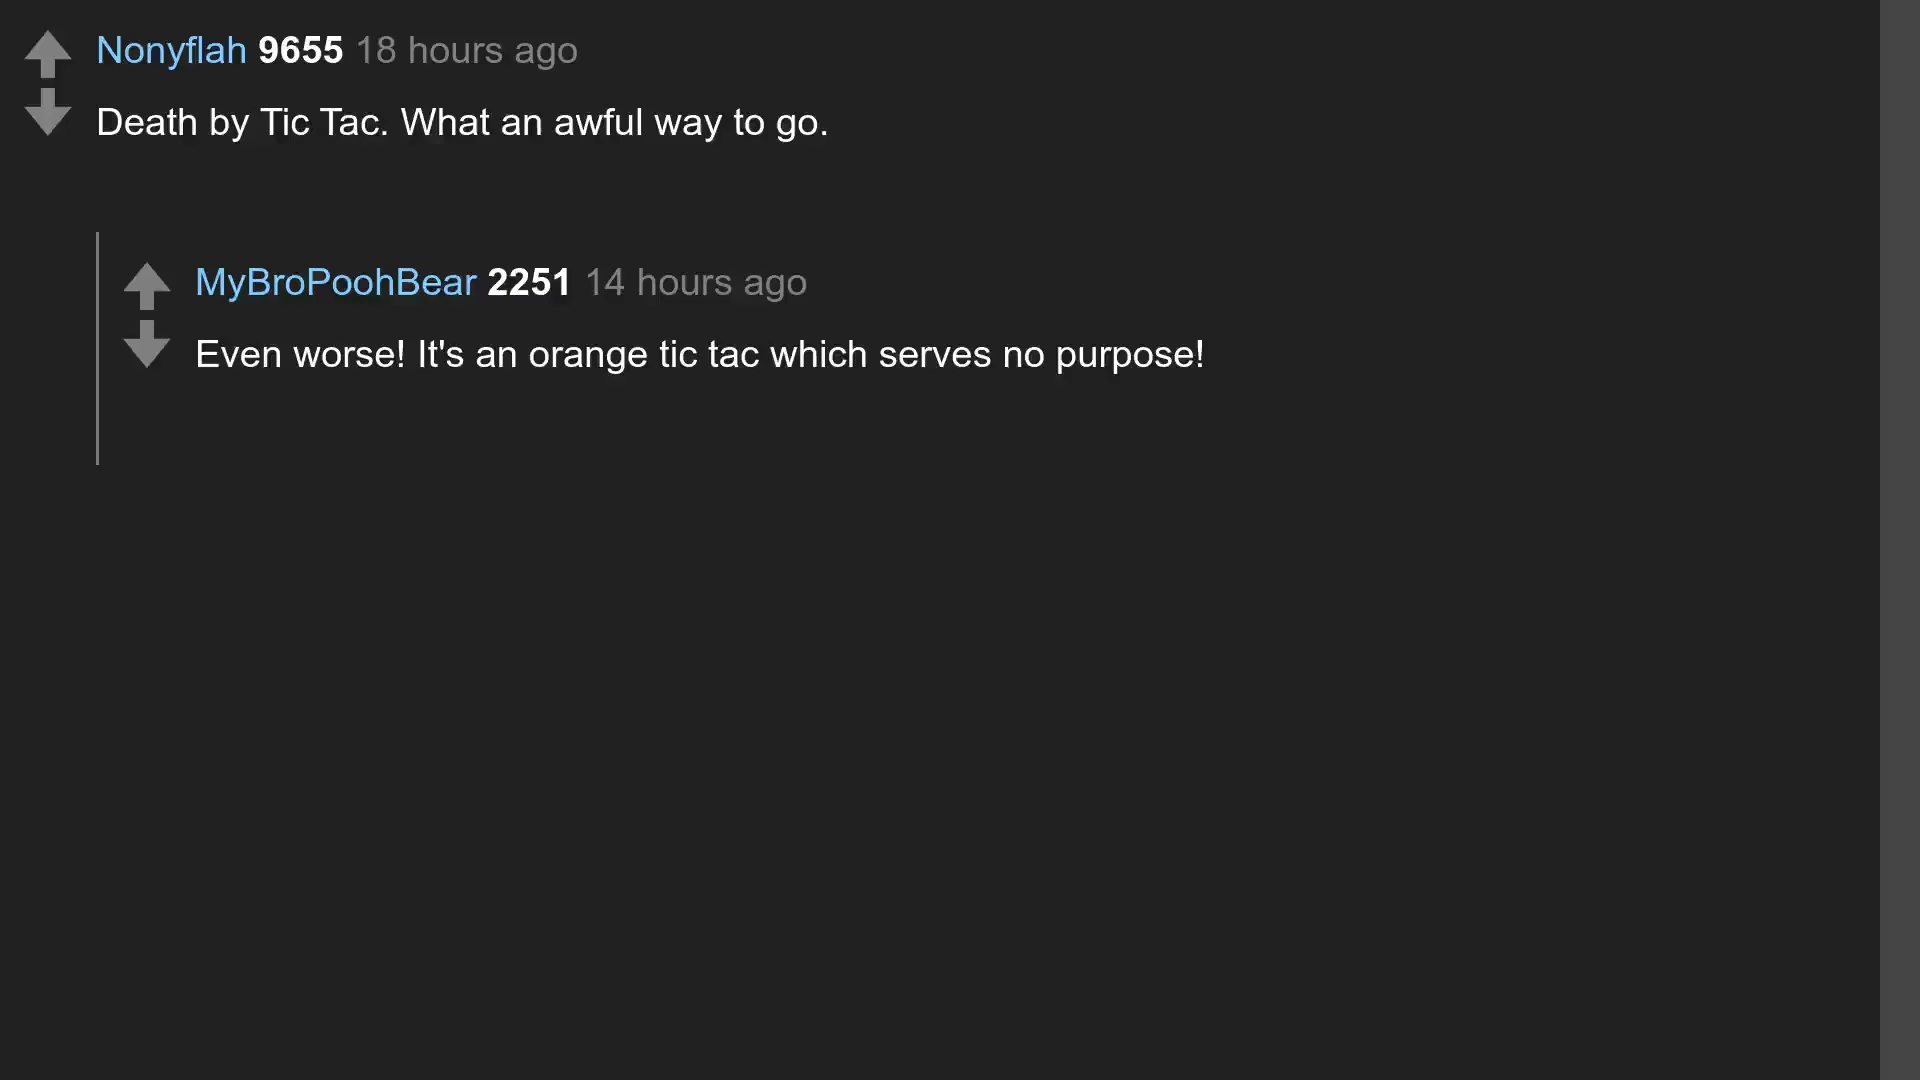 Nonyflah 9655 18 hours ago
Death by Tic Tac. What an awful way to go.
MyBroPoohBear 2251 14 hours ago
Even worse! It's an orange tic tac which serves no purpose!